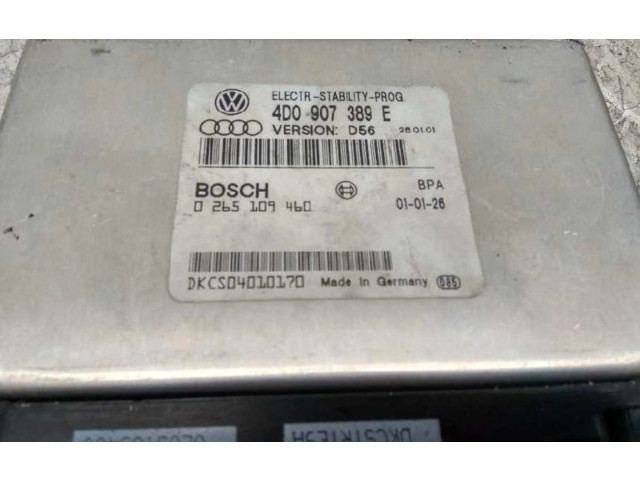 ELECTR-STABILITY-PROG.
4D0 907 389 E
VERSION: D56 26.01.01
BOSCH BPA
0 265 109 460 01-01-26
DKCS04010170 Made in Germany 085